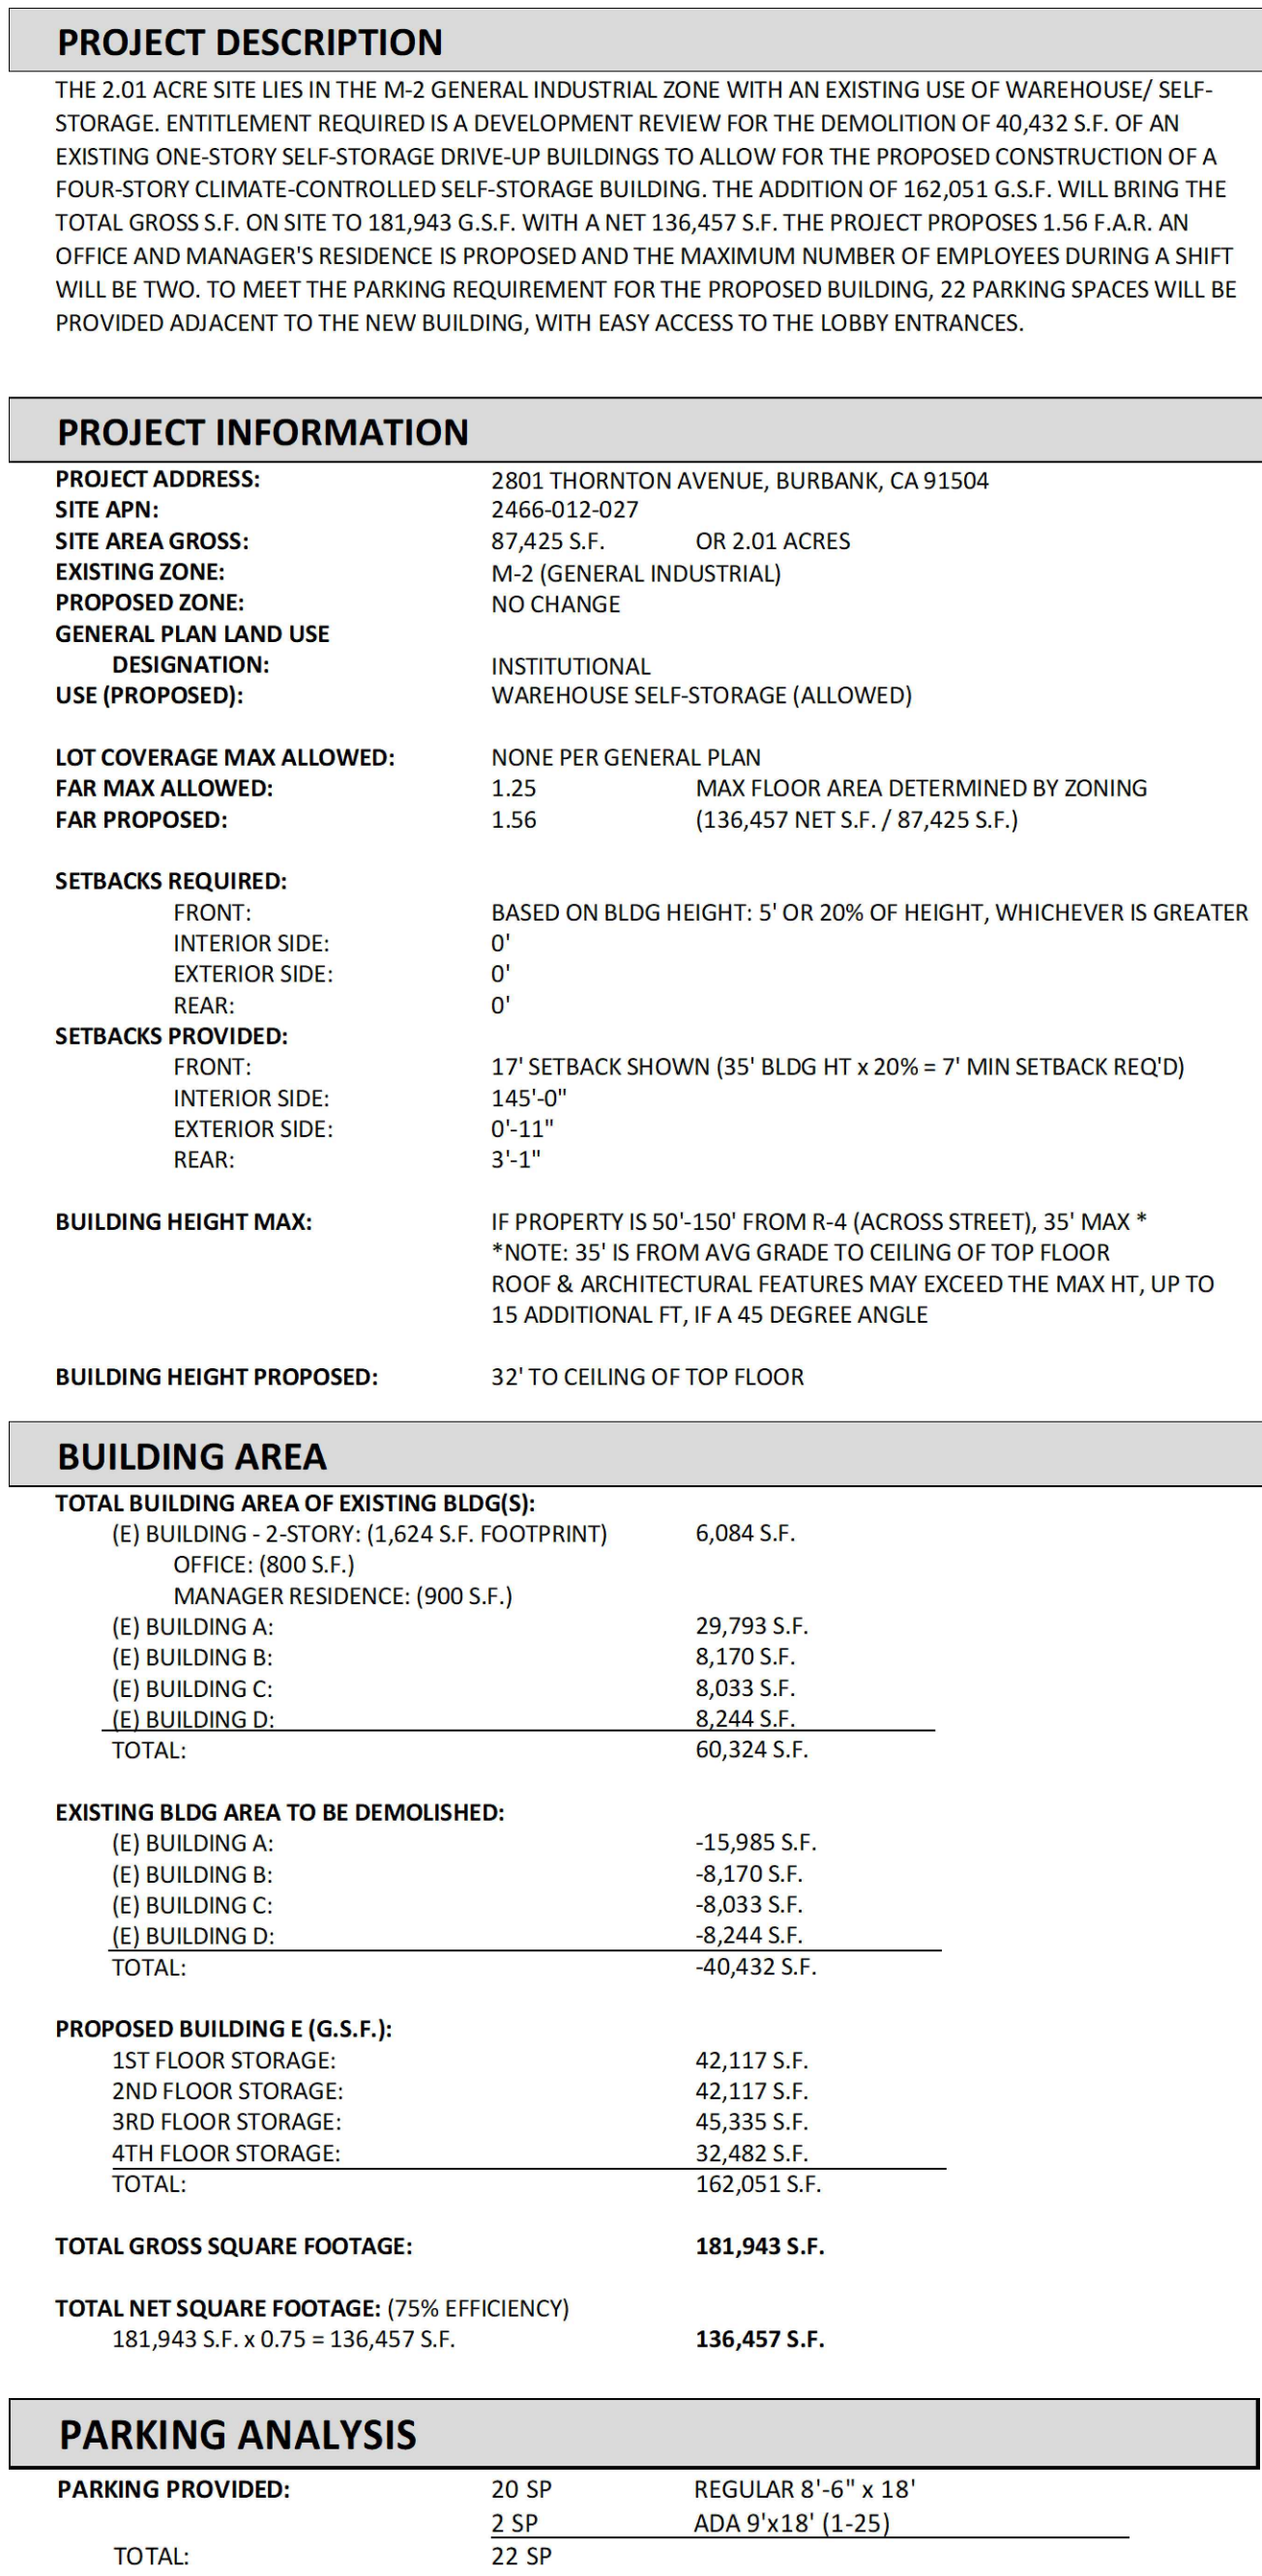 PROJECT DESCRIPTION
THE 2.01 ACRE SITE LIES IN THE M-2 GENERAL INDUSTRIAL ZONE WITH AN EXISTING USE OF WAREHOUSE/ SELF-
STORAGE. ENTITLEMENT REQUIRED IS A DEVELOPMENT REVIEW FOR THE DEMOLITION OF 40,432 S.F. OF AN
EXISTING ONE-STORY SELF-STORAGE DRIVE-UP BUILDINGS TO ALLOW FOR THE PROPOSED CONSTRUCTION OF A
FOUR-STORY CLIMATE-CONTROLLED SELF-STORAGE BUILDING. THE ADDITION OF 162,051 G.S.F. WILL BRING THE
TOTAL GROSS S.F. ON SITE TO 181,943 G.S.F. WITH A NET 136,457 S.F. THE PROJECT PROPOSES 1.56 F.A.R. AN
OFFICE AND MANAGER'S RESIDENCE IS PROPOSED AND THE MAXIMUM NUMBER OF EMPLOYEES DURING A SHIFT
WILL BE TWO. TO MEET THE PARKING REQUIREMENT FOR THE PROPOSED BUILDING, 22 PARKING SPACES WILL BE
PROVIDED ADJACENT TO THE NEW BUILDING, WITH EASY ACCESS TO THE LOBBY ENTRANCES.
PROJECT INFORMATION
PROJECT ADDRESS: 2801 THORNTON AVENUE, BURBANK, CA 91504
SITE APN: 2466-012-027
SITE AREA GROSS: 87,425 S.F. OR 2.01 ACRES
EXISTING ZONE: M-2 (GENERAL INDUSTRIAL)
PROPOSED ZONE: NO CHANGE
GENERAL PLAN LAND USE
DESIGNATION: INSTITUTIONAL
USE (PROPOSED): WAREHOUSE SELF-STORAGE (ALLOWED)
LOT COVERAGE MAX ALLOWED: NONE PER GENERAL PLAN
FAR MAX ALLOWED: 1.25 MAX FLOOR AREA DETERMINED BY ZONING
FAR PROPOSED: 1.56 (136,457 NET S.F. / 87,425 S.F.)
SETBACKS REQUIRED:
FRONT: BASED ON BLDG HEIGHT: 5' OR 20% OF HEIGHT, WHICHEVER IS GREATER
INTERIOR SIDE: 0'
EXTERIOR SIDE: 0'
REAR: 0'
SETBACKS PROVIDED:
FRONT: 17' SETBACK SHOWN (35' BLDG HT x 20% = 7' MIN SETBACK REQ'D)
INTERIOR SIDE: 145'-0"
EXTERIOR SIDE: 0'-11"
REAR: 3'-1"
BUILDING HEIGHT MAX: IF PROPERTY IS 50'-150' FROM R-4 (ACROSS STREET), 35' MAX *
*NOTE: 35' IS FROM AVG GRADE TO CEILING OF TOP FLOOR
ROOF & ARCHITECTURAL FEATURES MAY EXCEED THE MAX HT, UP TO
15 ADDITIONAL FT, IF A 45 DEGREE ANGLE
BUILDING HEIGHT PROPOSED: 32' TO CEILING OF TOP FLOOR
BUILDING AREA
TOTAL BUILDING AREA OF EXISTING BLDG(S):
(E) BUILDING - 2-STORY: (1,624 S.F. FOOTPRINT) 6,084 S.F.
OFFICE: (800 S.F.)
MANAGER RESIDENCE: (900 S.F.)
(E) BUILDING A: 29,793 S.F.
(E) BUILDING B: 8,170 S.F.
(E) BUILDING C: 8,033 S.F.
(E) BUILDING D: 8,244 S.F.
TOTAL: 60,324 S.F.
EXISTING BLDG AREA TO BE DEMOLISHED:
(E) BUILDING A: -15,985 S.F.
(E) BUILDING B: -8,170 S.F.
(E) BUILDING C: -8,033 S.F.
(E) BUILDING D: -8,244 S.F.
TOTAL: -40,432 S.F.
PROPOSED BUILDING E (G.S.F.):
1ST FLOOR STORAGE: 42,117 S.F.
2ND FLOOR STORAGE: 42,117 S.F.
3RD FLOOR STORAGE: 45,335 S.F.
4TH FLOOR STORAGE: 32,482 S.F.
TOTAL: 162,051 S.F.
TOTAL GROSS SQUARE FOOTAGE: 181,943 S.F.
TOTAL NET SQUARE FOOTAGE: (75% EFFICIENCY)
181,943 S.F. x 0.75 = 136,457 S.F. 136,457 S.F.
PARKING ANALYSIS
PARKING PROVIDED: 20 SP REGULAR 8'-6" x 18'
2 SP ADA 9'x18' (1-25)
TOTAL: 22 SP